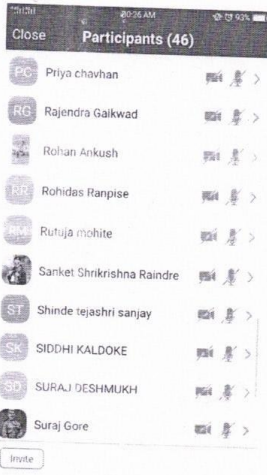 10:26 AM 93%
Close Participants (46)
PC Priya chavhan
RG Rajendra Gaikwad
Rohan Ankush
RR Rohidas Ranpise
RM Rutuja mohite
Sanket Shrikrishna Raindre
ST Shinde tejashri sanjay
SK SIDDHI KALDOKE
SD SURAJ DESHMUKH
Suraj Gore
Invite